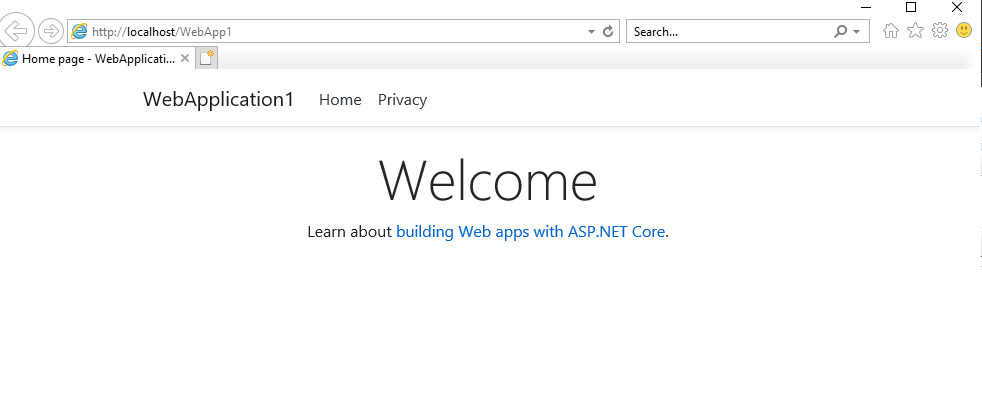 http://localhost/WebApp1
Search...
Home page - WebApplicati...
WebApplication1 Home Privacy
Welcome
Learn about building Web apps with ASP.NET Core.